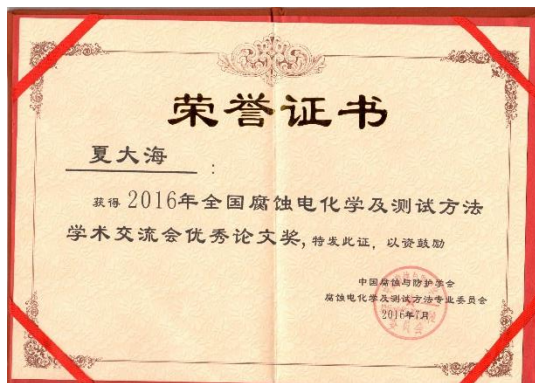 荣誉证书
夏大海：
获得2016年全国腐蚀电化学及测试方法
学术交流会优秀论文奖，特发此证，以资鼓励
中国腐蚀与防护学会
腐蚀电化学及测试方法专业委员会
2016年7月